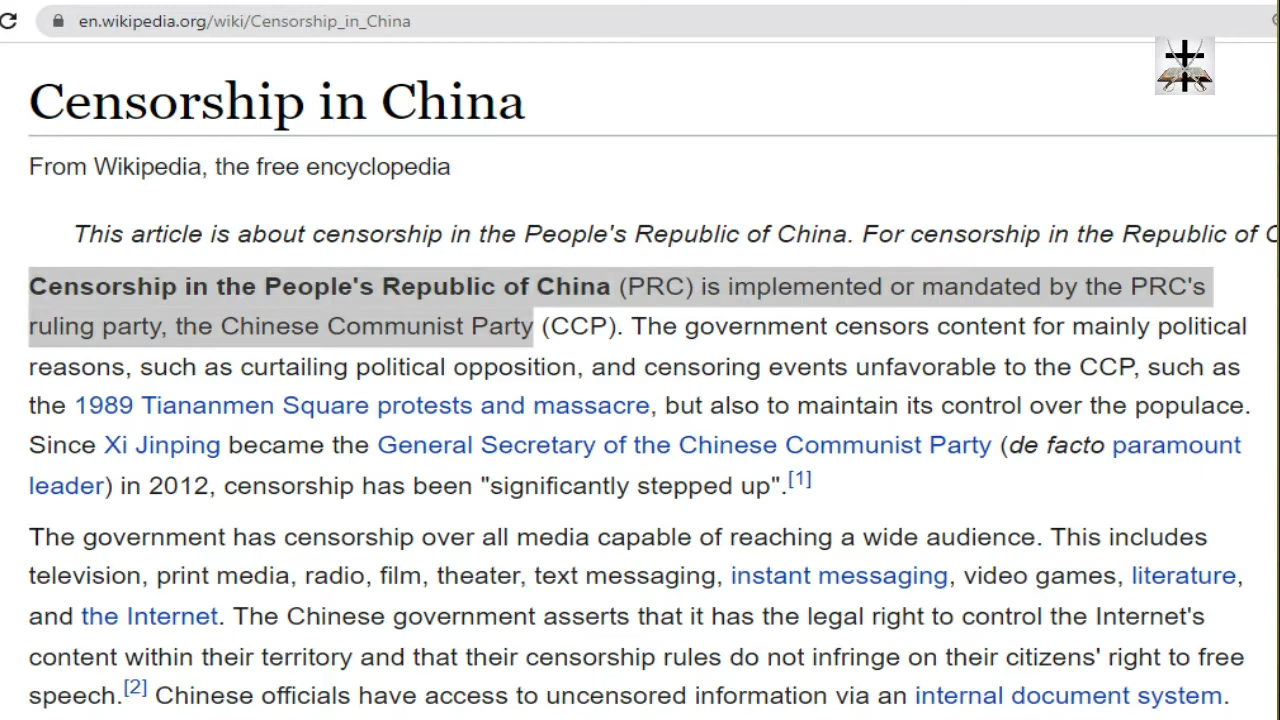 en.wikipedia.org/wiki/Censorship_in_China
Censorship in China
From Wikipedia, the free encyclopedia
This article is about censorship in the People's Republic of China. For censorship in the Republic of
Censorship in the People's Republic of China (PRC) is implemented or mandated by the PRC's
ruling party, the Chinese Communist Party (CCP). The government censors content for mainly political
reasons, such as curtailing political opposition, and censoring events unfavorable to the CCP, such as
the 1989 Tiananmen Square protests and massacre, but also to maintain its control over the populace.
Since Xi Jinping became the General Secretary of the Chinese Communist Party (de facto paramount
leader) in 2012, censorship has been "significantly stepped up".[1]
The government has censorship over all media capable of reaching a wide audience. This includes
television, print media, radio, film, theater, text messaging, instant messaging, video games, literature,
and the Internet. The Chinese government asserts that it has the legal right to control the Internet's
content within their territory and that their censorship rules do not infringe on their citizens' right to free
speech.[2] Chinese officials have access to uncensored information via an internal document system.